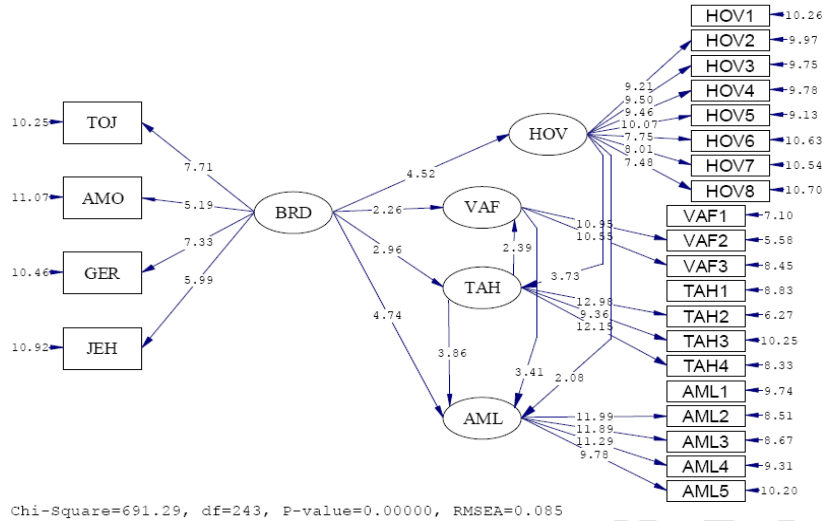 HOV1 10.26
HOV2 9.97
9.21 HOV3 9.75
9.50
9.46 HOV4 9.78
10.07 HOV5 9.13
7.75 HOV6 10.63
8.01 HOV7 10.54
7.48 HOV8 10.70
10.25 TOJ
HOV
7.71
4.52
11.07 AMO
5.19
BRD
2.26
VAF
VAF1 7.10
10.95 VAF2 5.58
10.55 VAF3 8.45
7.33
2.96
2.39
3.73
10.46 GER
5.99
TAH
TAH1 8.83
12.98 TAH2 6.27
9.36 TAH3 10.25
12.15 TAH4 8.33
4.74
10.92 JEH
3.86
3.41
2.08
AML
AML1 9.74
11.99 AML2 8.51
11.89 AML3 8.67
11.29 AML4 9.31
9.78 AML5 10.20
Chi-Square=691.29, df=243, P-value=0.00000, RMSEA=0.085